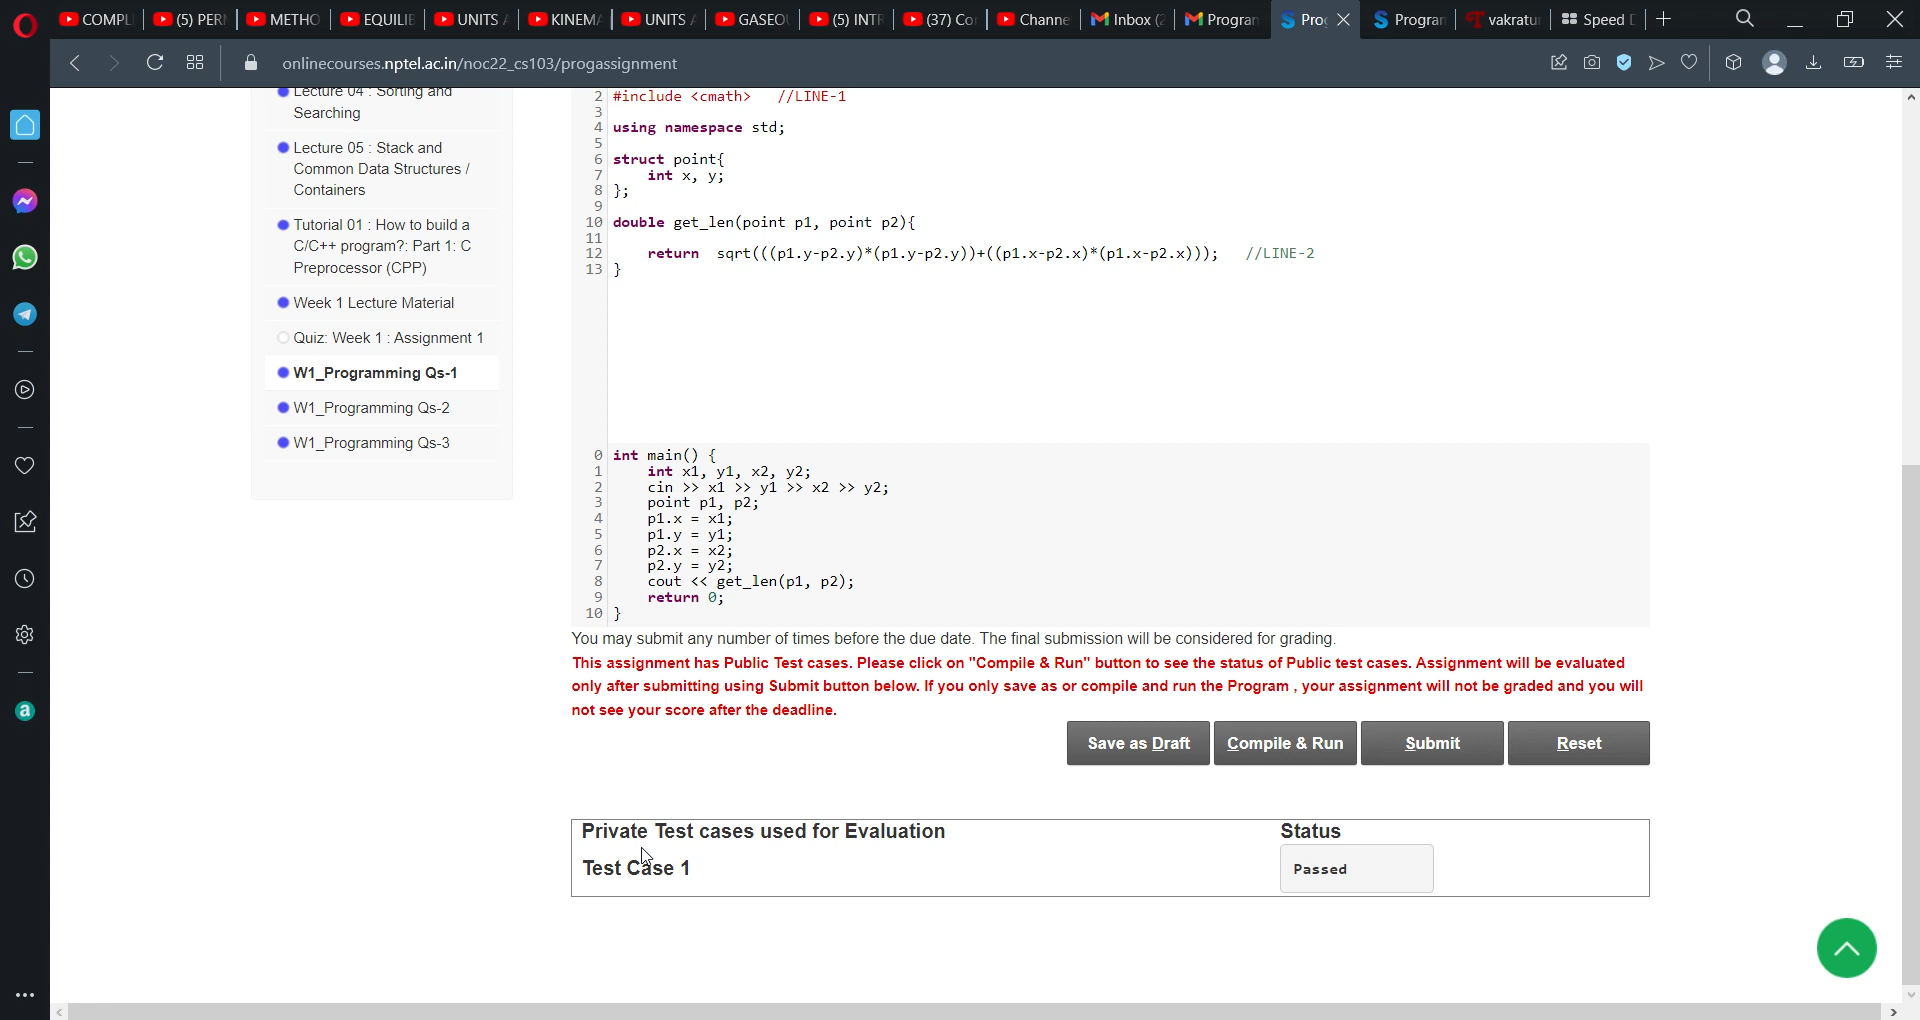 COMPL
(5) PER
METHO
EQUILIB
UNITS
KINEMA
UNITS
GASEO
(5) INTR
(37) Co
Channe
Inbox (2
Program
Prog
Program
vakratun
Speed D
onlinecourses.nptel.ac.in/noc22_cs103/progassignment
Lecture 04 : Sorting and
Searching
Lecture 05 : Stack and
Common Data Structures /
Containers
Tutorial 01 : How to build a
C/C++ program?: Part 1: C
Preprocessor (CPP)
Week 1 Lecture Material
Quiz: Week 1 : Assignment 1
W1_Programming Qs-1
W1_Programming Qs-2
W1_Programming Qs-3
2 #include <cmath> //LINE-1
3
4 using namespace std;
5
6 struct point{
7 int x, y;
8 };
9
10 double get_len(point p1, point p2){
11
12 return sqrt(((p1.y-p2.y)*(p1.y-p2.y))+((p1.x-p2.x)*(p1.x-p2.x))); //LINE-2
13 }
0 int main() {
1 int x1, y1, x2, y2;
2 cin >> x1 >> y1 >> x2 >> y2;
3 point p1, p2;
4 p1.x = x1;
5 p1.y = y1;
6 p2.x = x2;
7 p2.y = y2;
8 cout << get_len(p1, p2);
9 return 0;
10 }
You may submit any number of times before the due date. The final submission will be considered for grading.
This assignment has Public Test cases. Please click on "Compile & Run" button to see the status of Public test cases. Assignment will be evaluated
only after submitting using Submit button below. If you only save as or compile and run the Program , your assignment will not be graded and you will
not see your score after the deadline.
Save as Draft Compile & Run Submit Reset
Private Test cases used for Evaluation Status
Test Case 1 Passed